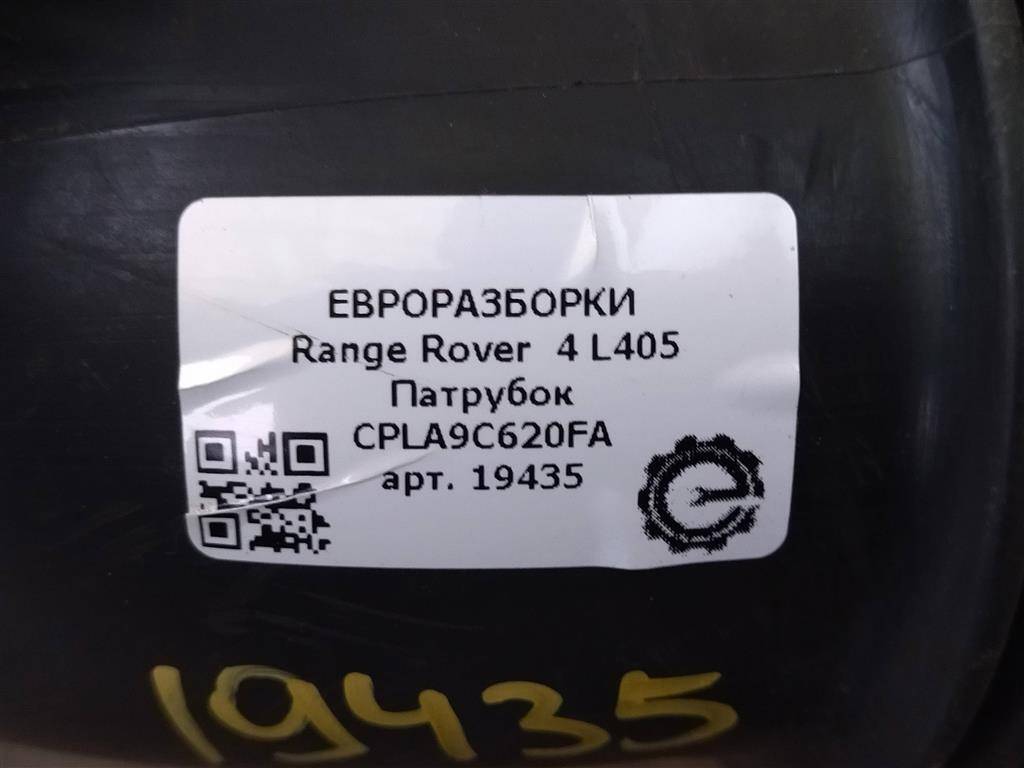 ЕВРОРАЗБОРКИ
Range Rover 4 L405
Патрубок
CPLA9C620FA
арт. 19435
19435